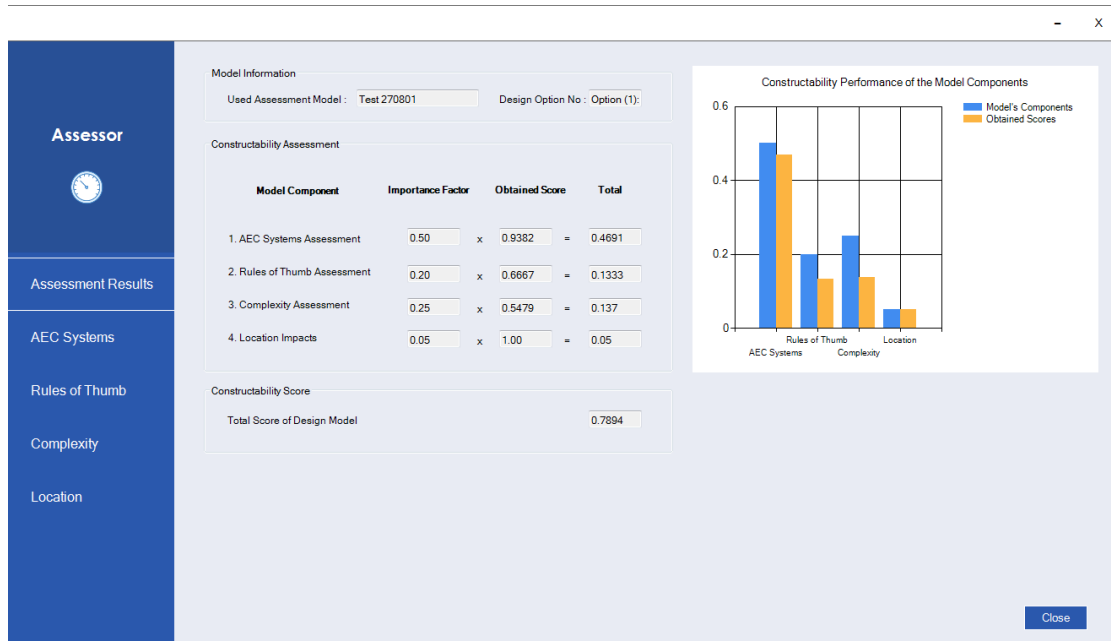 - X
Assessor
Assessment Results
AEC Systems
Rules of Thumb
Complexity
Location
Model Information
Used Assessment Model : Test 270801 Design Option No : Option (1):
Constructability Assessment
Model Component Importance Factor Obtained Score Total
1. AEC Systems Assessment 0.50 x 0.9382 = 0.4691
2. Rules of Thumb Assessment 0.20 x 0.6667 = 0.1333
3. Complexity Assessment 0.25 x 0.5479 = 0.137
4. Location Impacts 0.05 x 1.00 = 0.05
Constructability Score
Total Score of Design Model 0.7894
Constructability Performance of the Model Components
0.6
0.4
0.2
0
Rules of Thumb Location
AEC Systems Complexity
Model's Components
Obtained Scores
Close